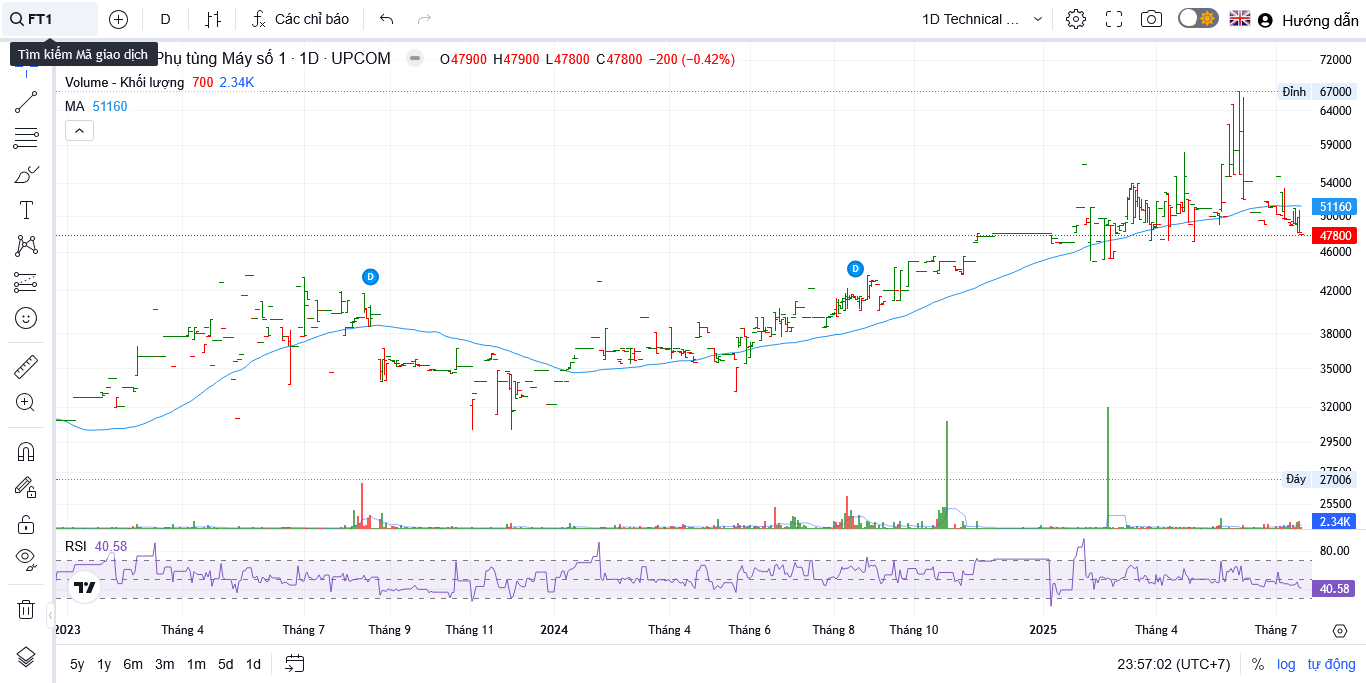 FT1 D Các chỉ báo 1D Technical ... Hướng dẫn
Tìm kiếm Mã giao dịch
Phụ tùng Máy số 1 · 1D · UPCOM O47900 H47900 L47800 C47800 −200 (−0.42%)
Volume - Khối lượng 700 2.34K
MA 51160
72000
Đỉnh 67000
64000
59000
54000
51160
50000
47800
46000
42000
38000
35000
32000
29500
27500
Đáy 27006
25500
2.34K
D
D
RSI 40.58
80.00
40.58
2023 Tháng 4 Tháng 7 Tháng 9 Tháng 11 2024 Tháng 4 Tháng 6 Tháng 8 Tháng 10 2025 Tháng 4 Tháng 7
5y 1y 6m 3m 1m 5d 1d 23:57:02 (UTC+7) % log tự động